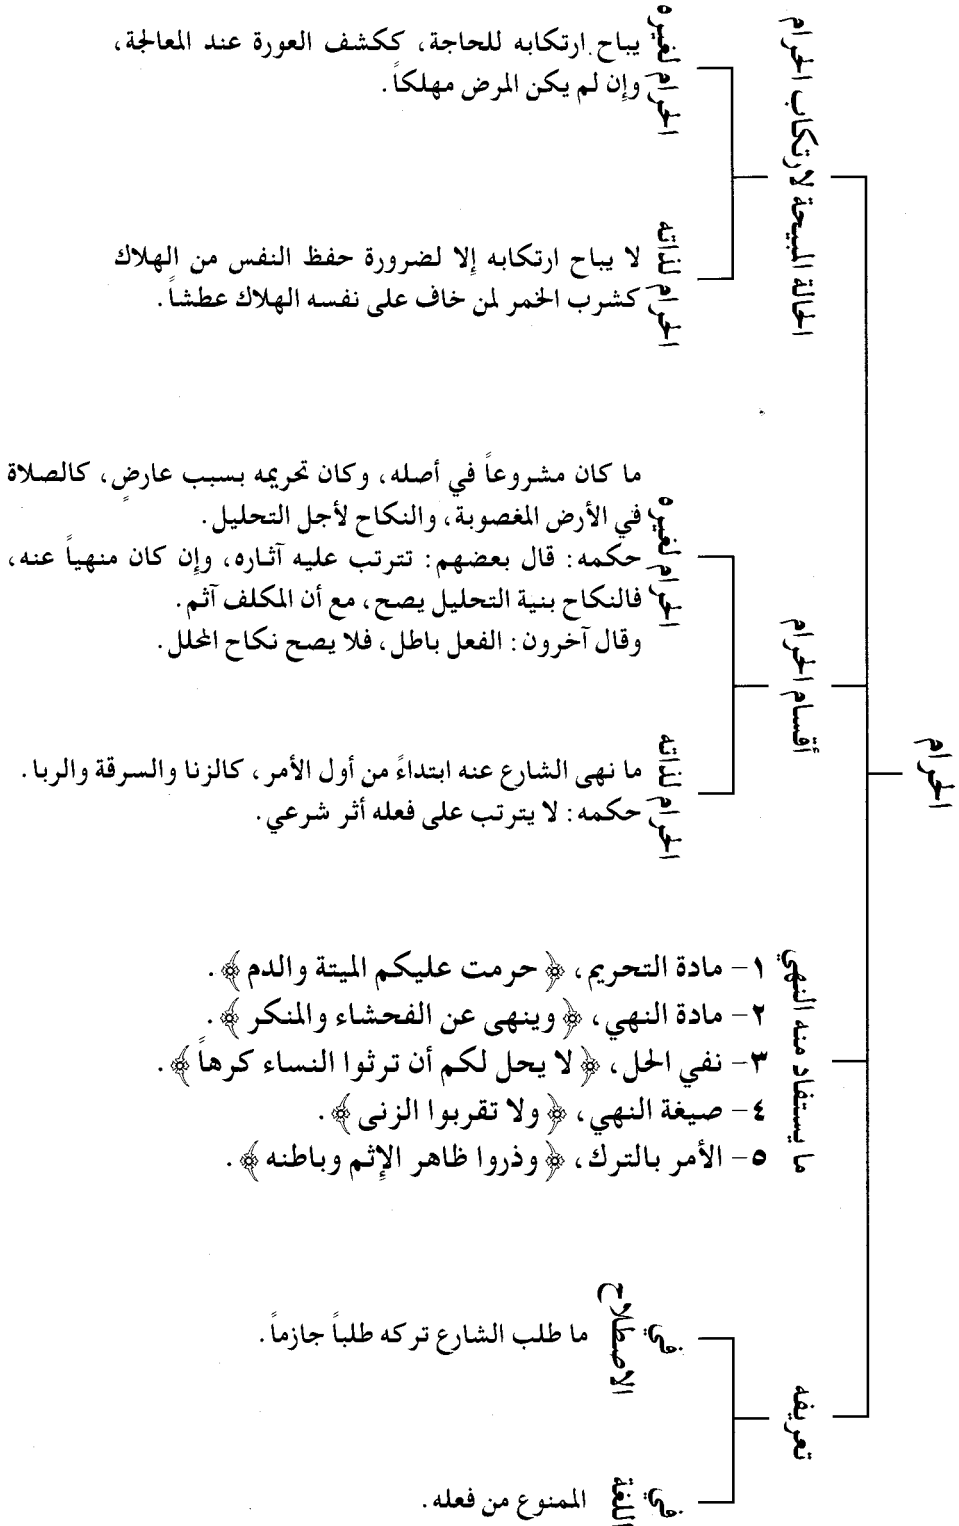 الحرام
الحالة المبيحة لارتكاب الحرام
الحرام لغيره
يباح ارتكابه للحاجة، ككشف العورة عند المعالجة،
وإن لم يكن المرض مهلكاً.
الحرام لذاته
لا يباح ارتكابه إلا لضرورة حفظ النفس من الهلاك
كشرب الخمر لمن خاف على نفسه الهلاك عطشاً.
أقسام الحرام
الحرام لغيره
ما كان مشروعاً في أصله، وكان تحريمه بسبب عارضٍ، كالصلاة
في الأرض المغصوبة، والنكاح لأجل التحليل.
حكمه: قال بعضهم: تترتب عليه آثاره، وإن كان منهياً عنه،
فالنكاح بنية التحليل يصح، مع أن المكلف آثم.
وقال آخرون: الفعل باطل، فلا يصح نكاح المحلل.
الحرام لذاته
ما نهى الشارع عنه ابتداءً من أول الأمر، كالزنا والسرقة والربا.
حكمه: لا يترتب على فعله أثر شرعي.
ما يستفاد منه النهي
١- مادة التحريم، ﴿حرمت عليكم الميتة والدم﴾.
٢- مادة النهي، ﴿وينهى عن الفحشاء والمنكر﴾.
٣- نفي الحل، ﴿لا يحل لكم أن ترثوا النساء كرهاً﴾.
٤- صيغة النهي، ﴿ولا تقربوا الزنى﴾.
٥- الأمر بالترك، ﴿وذروا ظاهر الإثم وباطنه﴾.
تعريفه
في
الاصطلاح
ما طلب الشارع تركه طلباً جازماً.
في
اللغة
الممنوع من فعله.